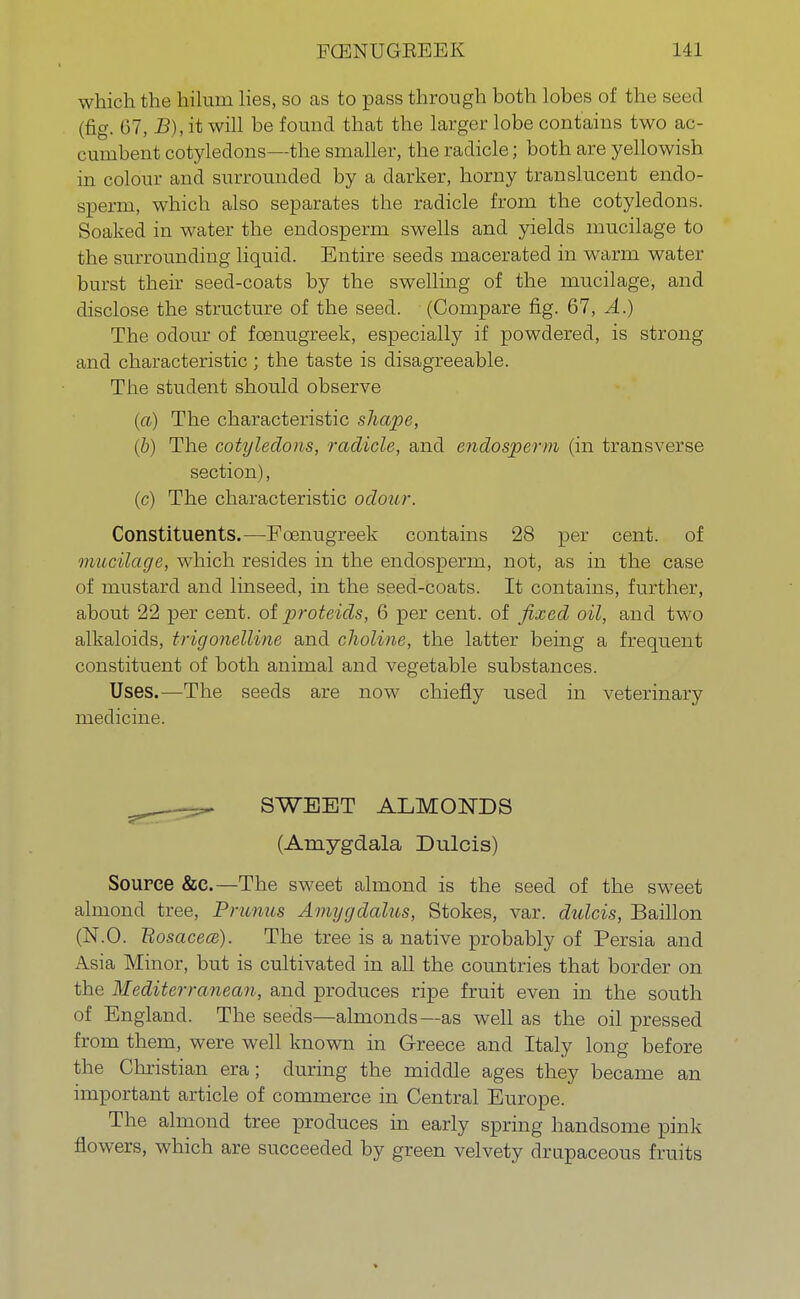 FŒNUGREEK 141
which the hilum lies, so as to pass through both lobes of the seed
(fig. 67, B), it will be found that the larger lobe contains two ac-
cumbent cotyledons—the smaller, the radicle; both are yellowish
in colour and surrounded by a darker, horny translucent endo-
sperm, which also separates the radicle from the cotyledons.
Soaked in water the endosperm swells and yields mucilage to
the surrounding liquid. Entire seeds macerated in warm water
burst their seed-coats by the swelling of the mucilage, and
disclose the structure of the seed. (Compare fig. 67, A.)
The odour of fœnugreek, especially if powdered, is strong
and characteristic; the taste is disagreeable.
The student should observe
(a) The characteristic shape,
(b) The cotyledons, radicle, and endosperm (in transverse
section),
(c) The characteristic odour.
Constituents.—Fœnugreek contains 28 per cent. of
mucilage, which resides in the endosperm, not, as in the case
of mustard and linseed, in the seed-coats. It contains, further,
about 22 per cent. of proteids, 6 per cent. of fixed oil, and two
alkaloids, trigonelline and choline, the latter being a frequent
constituent of both animal and vegetable substances.
Uses.—The seeds are now chiefly used in veterinary
medicine.
SWEET ALMONDS
(Amygdala Dulcis)
Source &c.—The sweet almond is the seed of the sweet
almond tree, Prunus Amygdalus, Stokes, var. dulcis, Baillon
(N.O. Rosaceæ). The tree is a native probably of Persia and
Asia Minor, but is cultivated in all the countries that border on
the Mediterranean, and produces ripe fruit even in the south
of England. The seeds—almonds—as well as the oil pressed
from them, were well known in Greece and Italy long before
the Christian era; during the middle ages they became an
important article of commerce in Central Europe.
The almond tree produces in early spring handsome pink
flowers, which are succeeded by green velvety drupaceous fruits